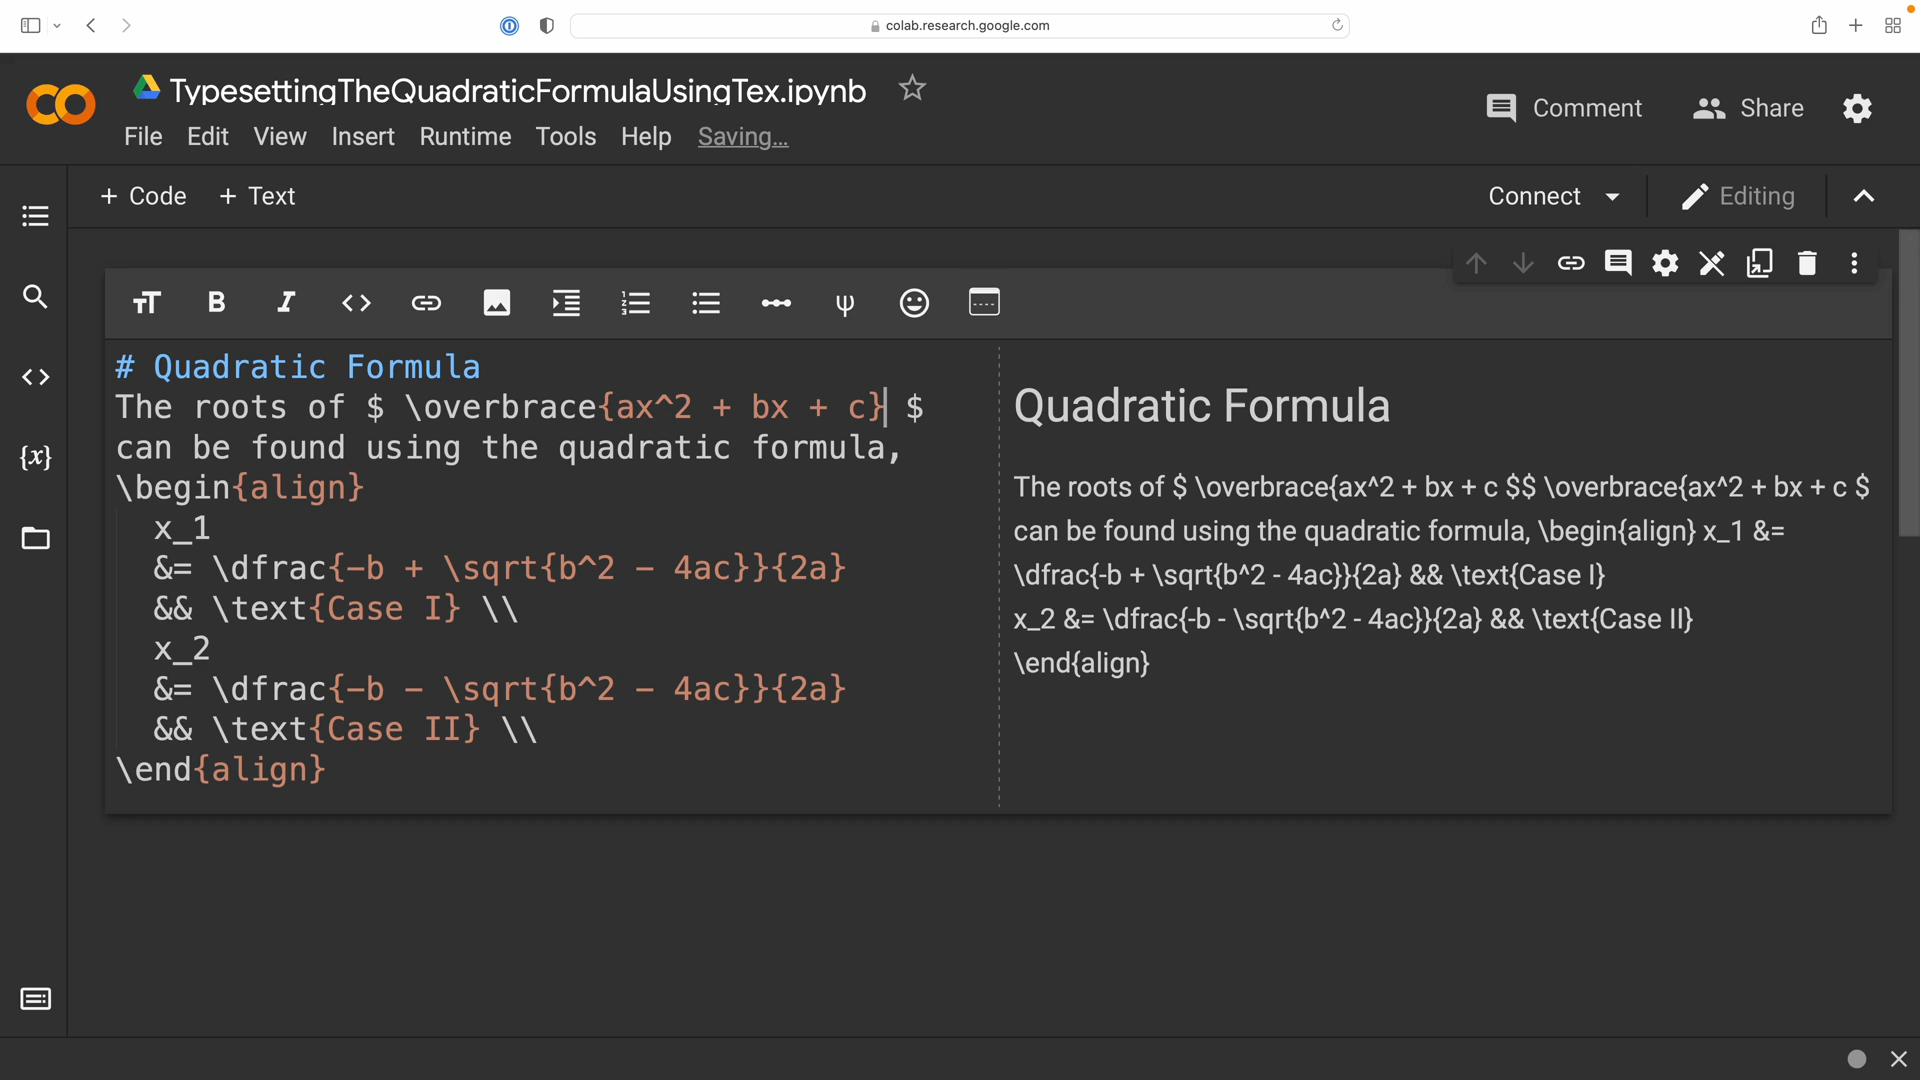 colab.research.google.com
TypesettingTheQuadraticFormulaUsingTex.ipynb
Comment
Share
File Edit View Insert Runtime Tools Help Saving…
+ Code + Text
Connect
Editing
# Quadratic Formula
The roots of $ \overbrace{ax^2 + bx + c} $
can be found using the quadratic formula,
\begin{align}
x_1
&= \dfrac{-b + \sqrt{b^2 - 4ac}}{2a}
&& \text{Case I} \\
x_2
&= \dfrac{-b - \sqrt{b^2 - 4ac}}{2a}
&& \text{Case II} \\
\end{align}
Quadratic Formula
The roots of $ \overbrace{ax^2 + bx + c $$ \overbrace{ax^2 + bx + c $
can be found using the quadratic formula, \begin{align} x_1 &=
\dfrac{-b + \sqrt{b^2 - 4ac}}{2a} && \text{Case I}
x_2 &= \dfrac{-b - \sqrt{b^2 - 4ac}}{2a} && \text{Case II}
\end{align}